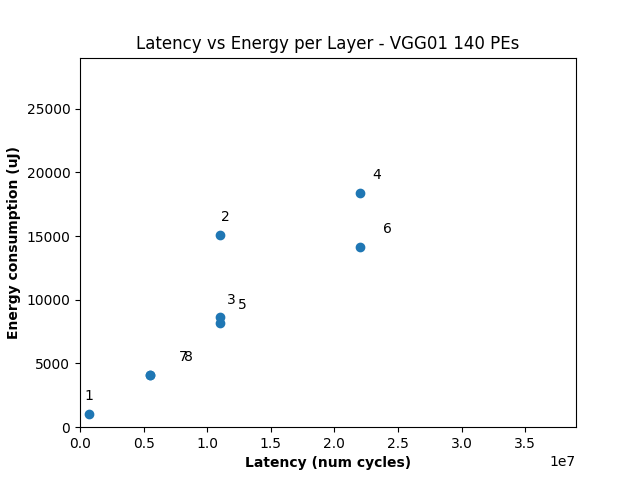 Latency vs Energy per Layer - VGG01 140 PEs
Energy consumption (uJ)
25000
20000
15000
10000
5000
0
4
2
6
3
5
7
8
1
0.0 0.5 1.0 1.5 2.0 2.5 3.0 3.5
1e7
Latency (num cycles)